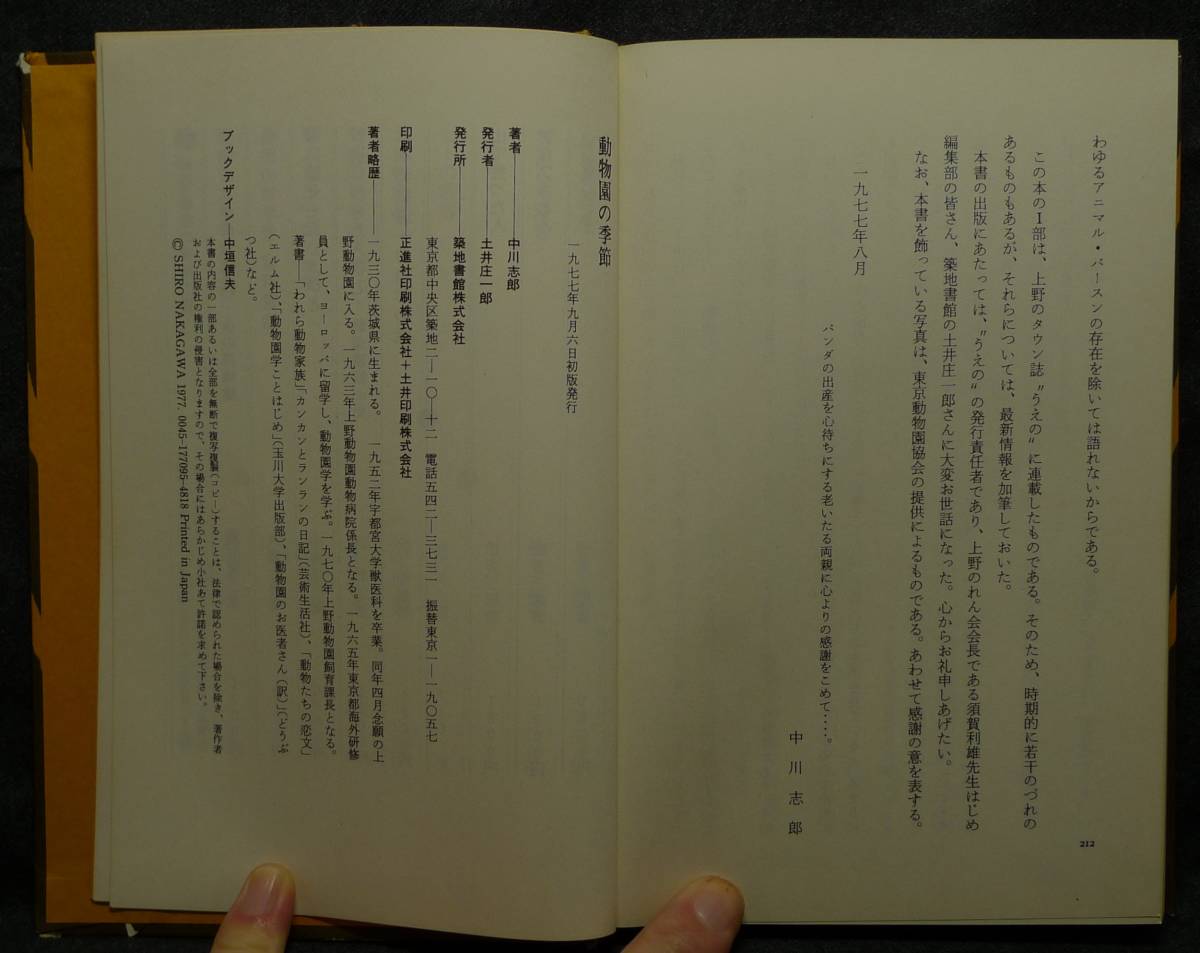 わゆるアニマル・パースンの存在を除いては語れないからである。
この本のⅠ部は、上野のタウン誌〝うえの〟に連載したものである。そのため、時期的に若干のづれの
あるものもあるが、それらについては、最新情報を加筆しておいた。
本書の出版にあたっては、〝うえの〟の発行責任者であり、上野のれん会会長である須賀利雄先生はじめ
編集部の皆さん、築地書館の土井庄一郎さんに大変お世話になった。心からお礼申しあげたい。
なお、本書を飾っている写真は、東京動物園協会の提供によるものである。あわせて感謝の意を表する。
一九七七年八月
パンダの出産を心待ちにする老いたる両親に心よりの感謝をこめて‥‥。
中川志郎
212
動物園の季節
一九七七年九月六日初版発行
著者――中川志郎
発行者――土井庄一郎
発行所――築地書館株式会社
東京都中央区築地二―一〇―十二 電話五四二―三七三一 振替東京一―一九〇五七
印刷――正進社印刷株式会社+土井印刷株式会社
著者略歴――一九三〇年茨城県に生まれる。 一九五二年宇都宮大学獣医科を卒業。同年四月念願の上
野動物園に入る。一九六三年上野動物園動物病院係長となる。一九六五年東京都海外研修
員として、ヨーロッパに留学し、動物園学を学ぶ。一九七〇年上野動物園飼育課長となる。
著書―「われら動物家族」「カンカンとランランの日記」(芸術生活社)、「動物たちの恋文」
(エルム社)、「動物園学ことはじめ」(玉川大学出版部)、「動物園のお医者さん(訳)」(どうぶ
つ社)など。
ブックデザイン―中垣信夫
本書の内容の一部あるいは全部を無断で複写複製(コピー)することは、法律で認められた場合を除き、著作者
および出版社の権利の侵害となりますので、その場合にはあらかじめ小社あて許諾を求めて下さい。
© SHIRO NAKAGAWA 1977. 0045-177095-4818 Printed in Japan